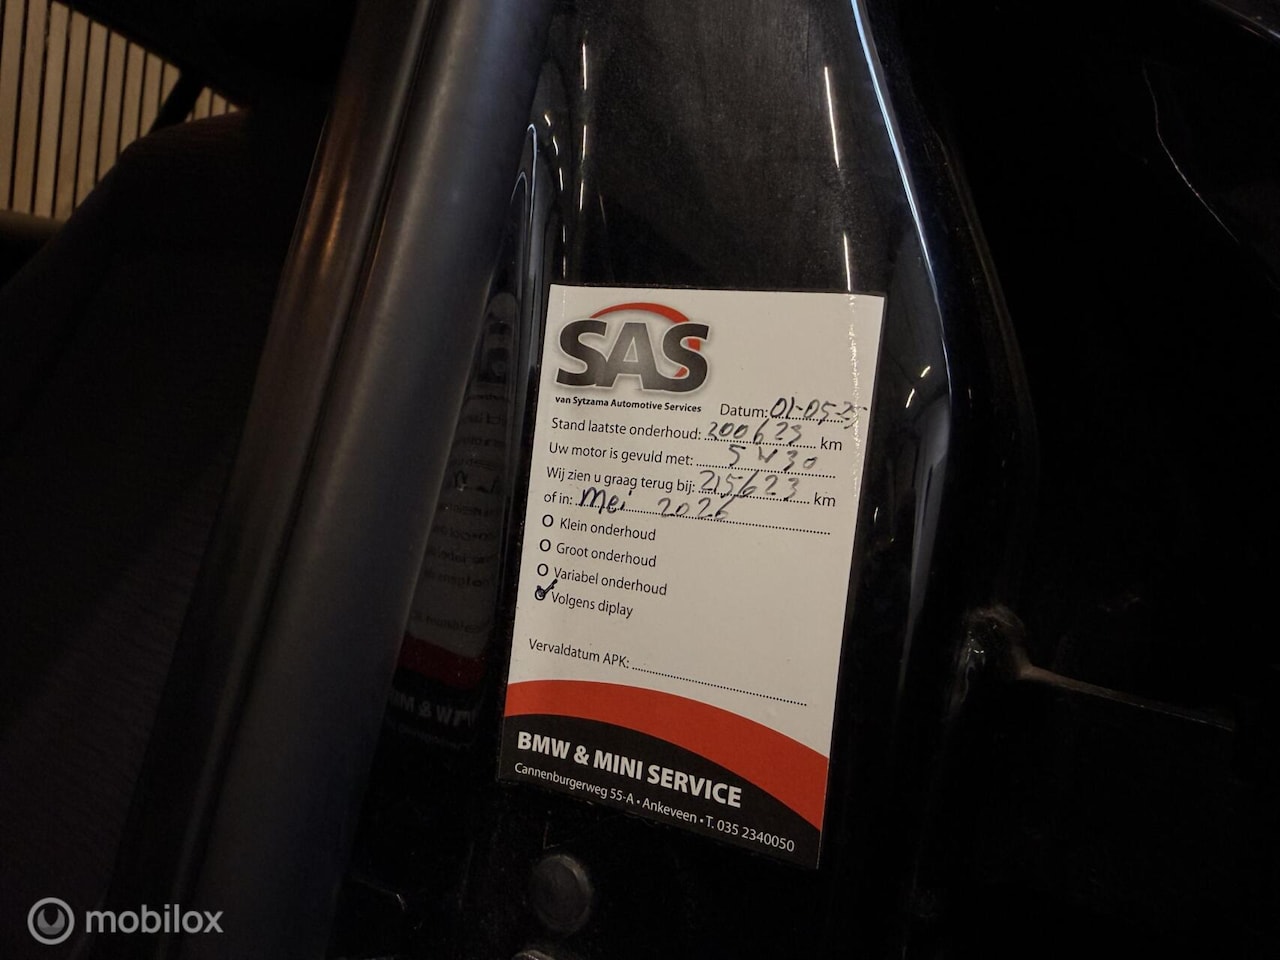 SAS
van Sytzama Automotive Services
Datum: 01-05-25
Stand laatste onderhoud: 200623 km
Uw motor is gevuld met: 5W30
Wij zien u graag terug bij: 215623 km
of in: Mei 2026
O Klein onderhoud
O Groot onderhoud
O Variabel onderhoud
O Volgens diplay
Vervaldatum APK:
BMW & MINI SERVICE
Cannenburgerweg 55-A • Ankeveen • T. 035 2340050
mobilox